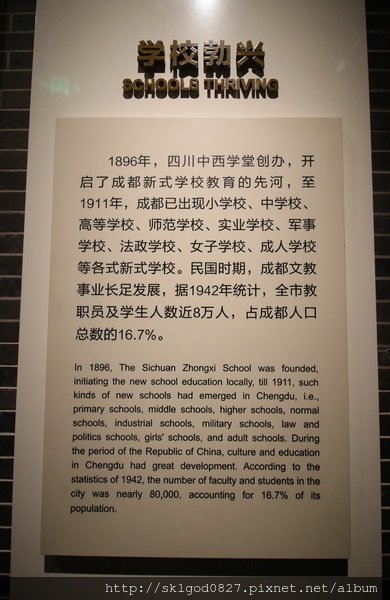 学校勃兴
SCHOOLS THRIVING
1896年，四川中西学堂创办，开
启了成都新式学校教育的先河，至
1911年，成都已出现小学校、中学校、
高等学校、师范学校、实业学校、军事
学校、法政学校、女子学校、成人学校
等各式新式学校。民国时期，成都文教
事业长足发展，据1942年统计，全市教
职员及学生人数近8万人，占成都人口
总数的16.7%。
In 1896, The Sichuan Zhongxi School was founded,
initiating the new school education locally, till 1911, such
kinds of new schools had emerged in Chengdu, i.e.,
primary schools, middle schools, higher schools, normal
schools, industrial schools, military schools, law and
politics schools, girls' schools, and adult schools. During
the period of the Republic of China, culture and education
in Chengdu had great development. According to the
statistics of 1942, the number of faculty and students in the
city was nearly 80,000, accounting for 16.7% of its
population.
http://sklgod0827.pixnet.net/album